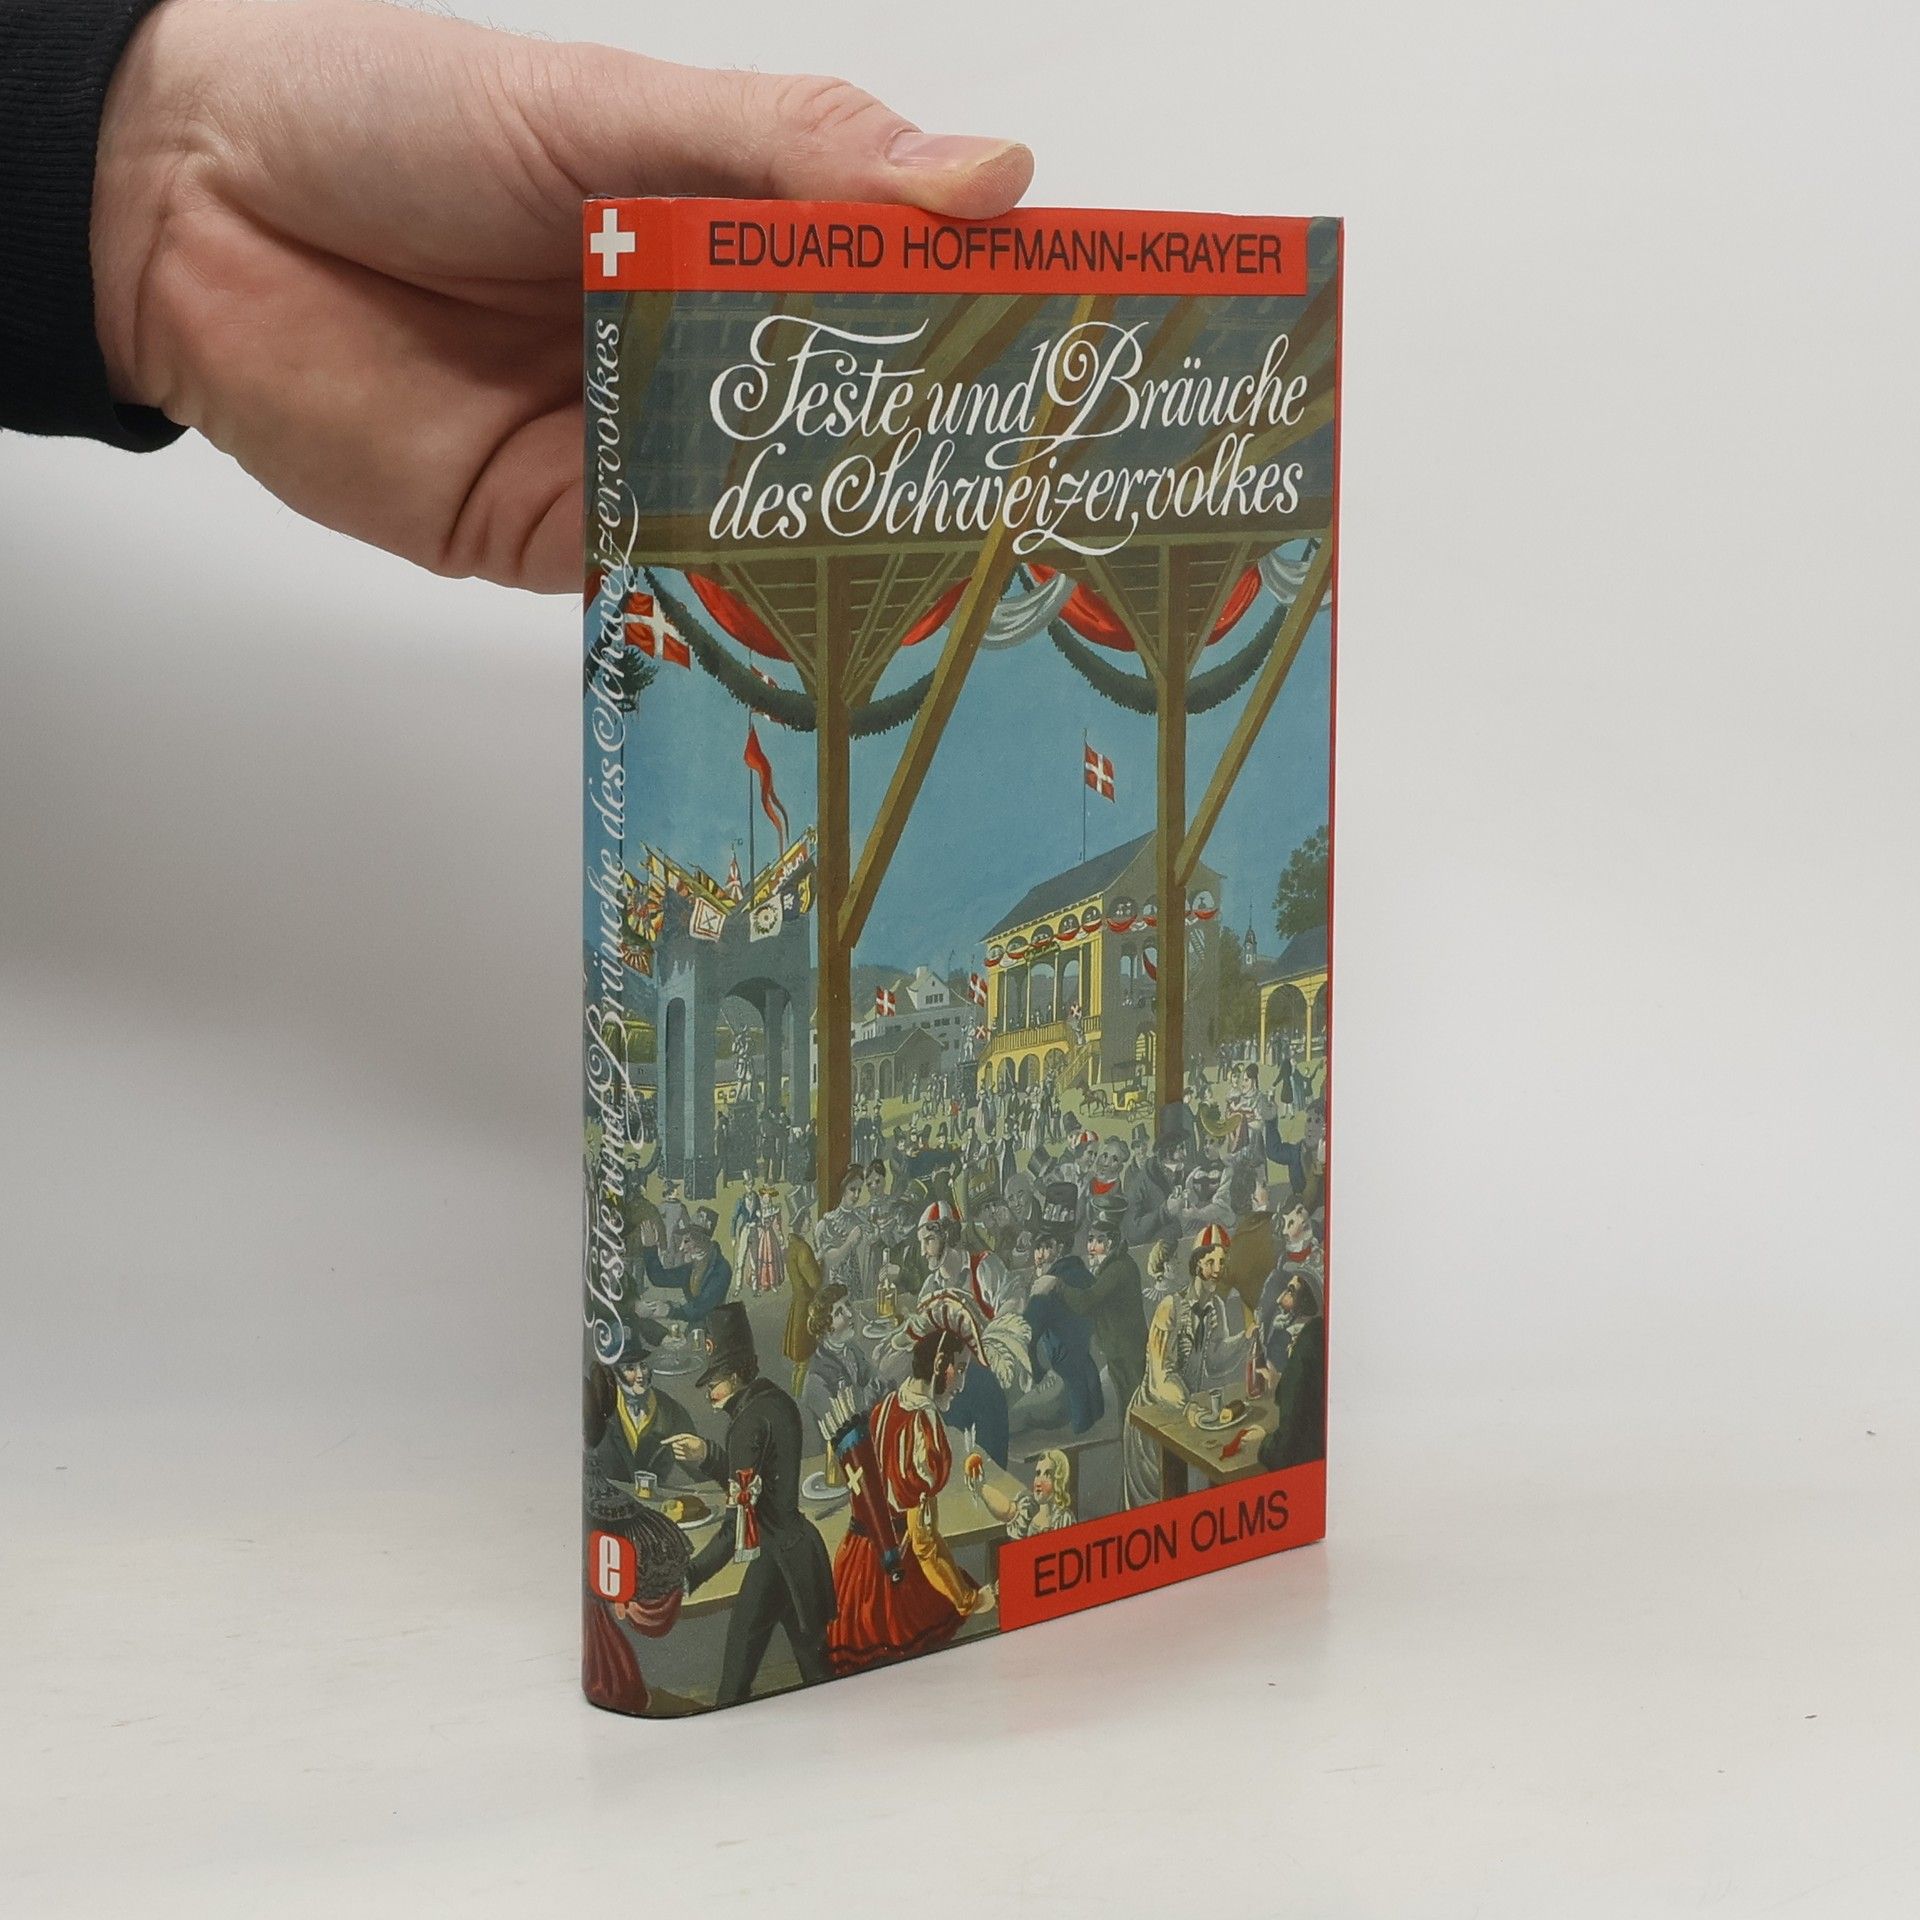 EDUARD HOFFMANN-KRAYER
Feste und Bräuche
des Schweizervolkes
EDITION OLMS
Feste und Bräuche des Schweizervolkes
e